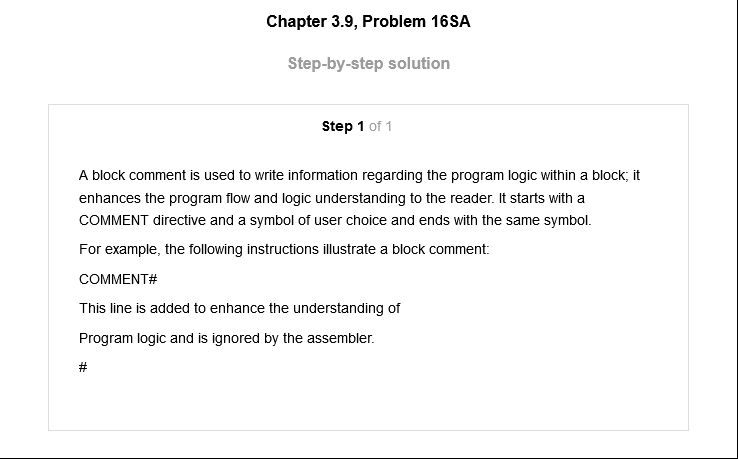 Chapter 3.9, Problem 16SA
Step-by-step solution
Step 1 of 1
A block comment is used to write information regarding the program logic within a block; it
enhances the program flow and logic understanding to the reader. It starts with a
COMMENT directive and a symbol of user choice and ends with the same symbol.
For example, the following instructions illustrate a block comment:
COMMENT#
This line is added to enhance the understanding of
Program logic and is ignored by the assembler.
#